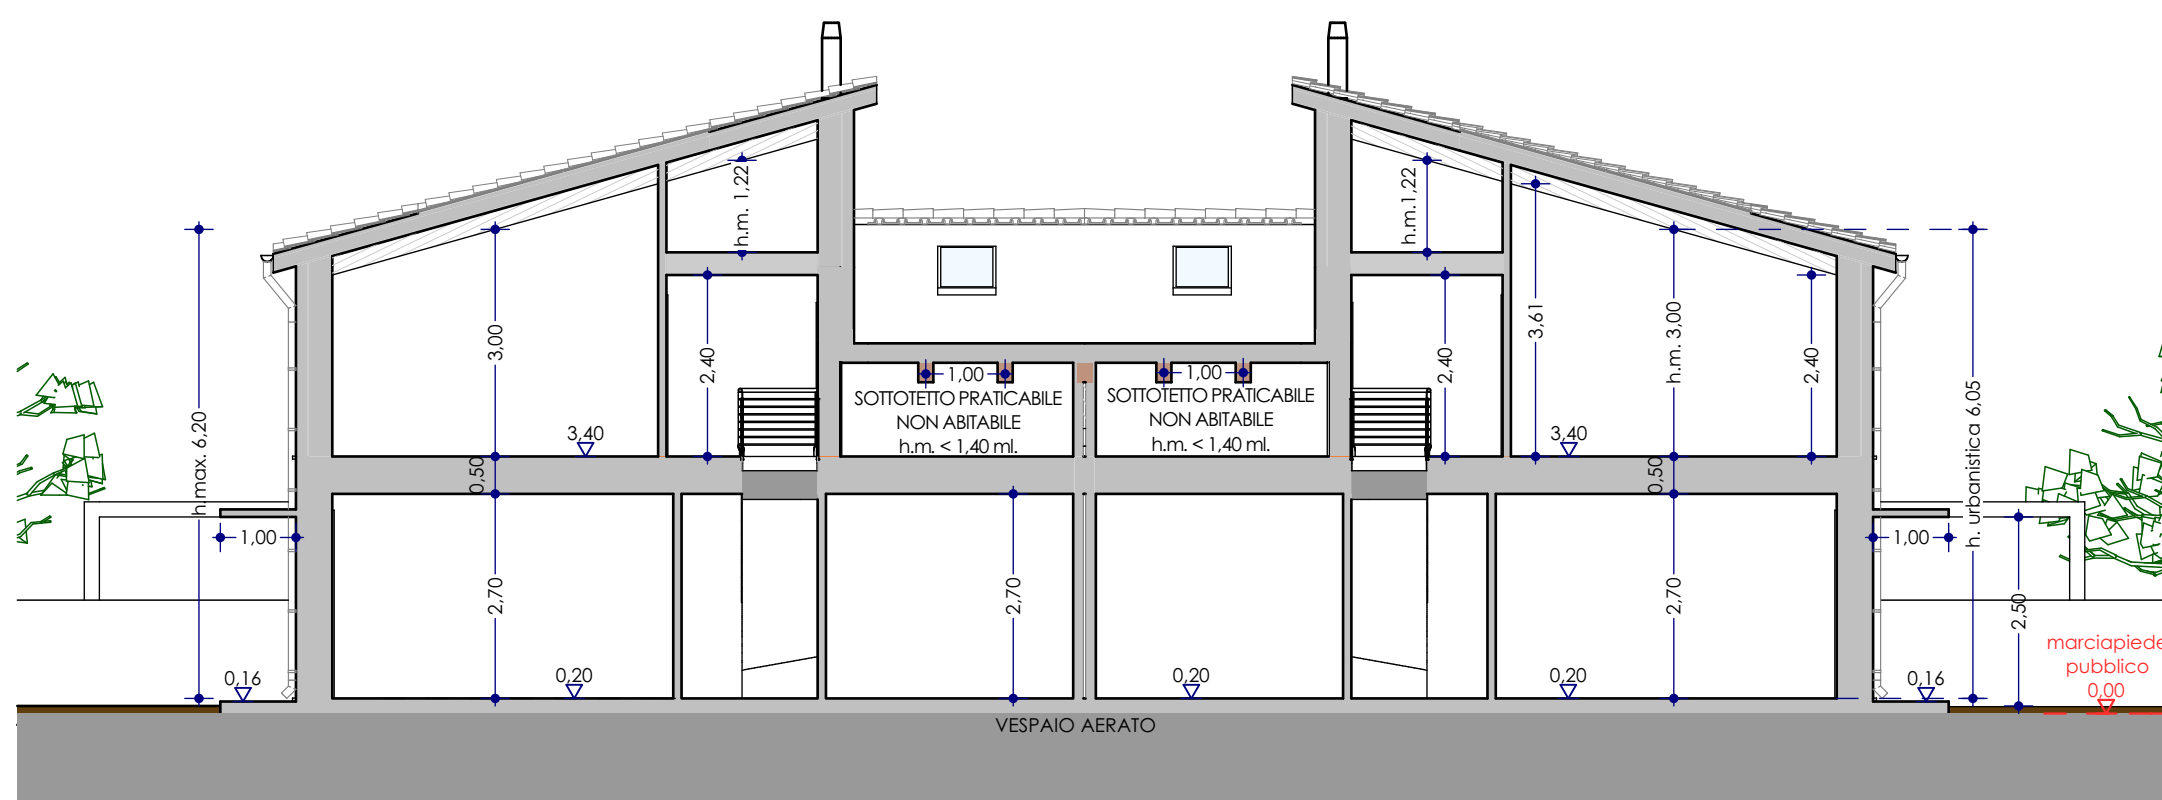 h.m. 1,22
h.m.1,22
3,00
2,40
3,61
h.m. 3,00
2,40
2,40
1,00
1,00
SOTTOTETTO PRATICABILE
NON ABITABILE
h.m. < 1,40 ml.
SOTTOTETTO PRATICABILE
NON ABITABILE
h.m. < 1,40 ml.
h.max. 6,20
h. urbanistica 6,05
3,40
3,40
0,50
0,50
1,00
1,00
2,70
2,70
2,70
2,50
0,16
0,20
0,20
0,20
0,16
marciapiede
pubblico
0,00
VESPAIO AERATO